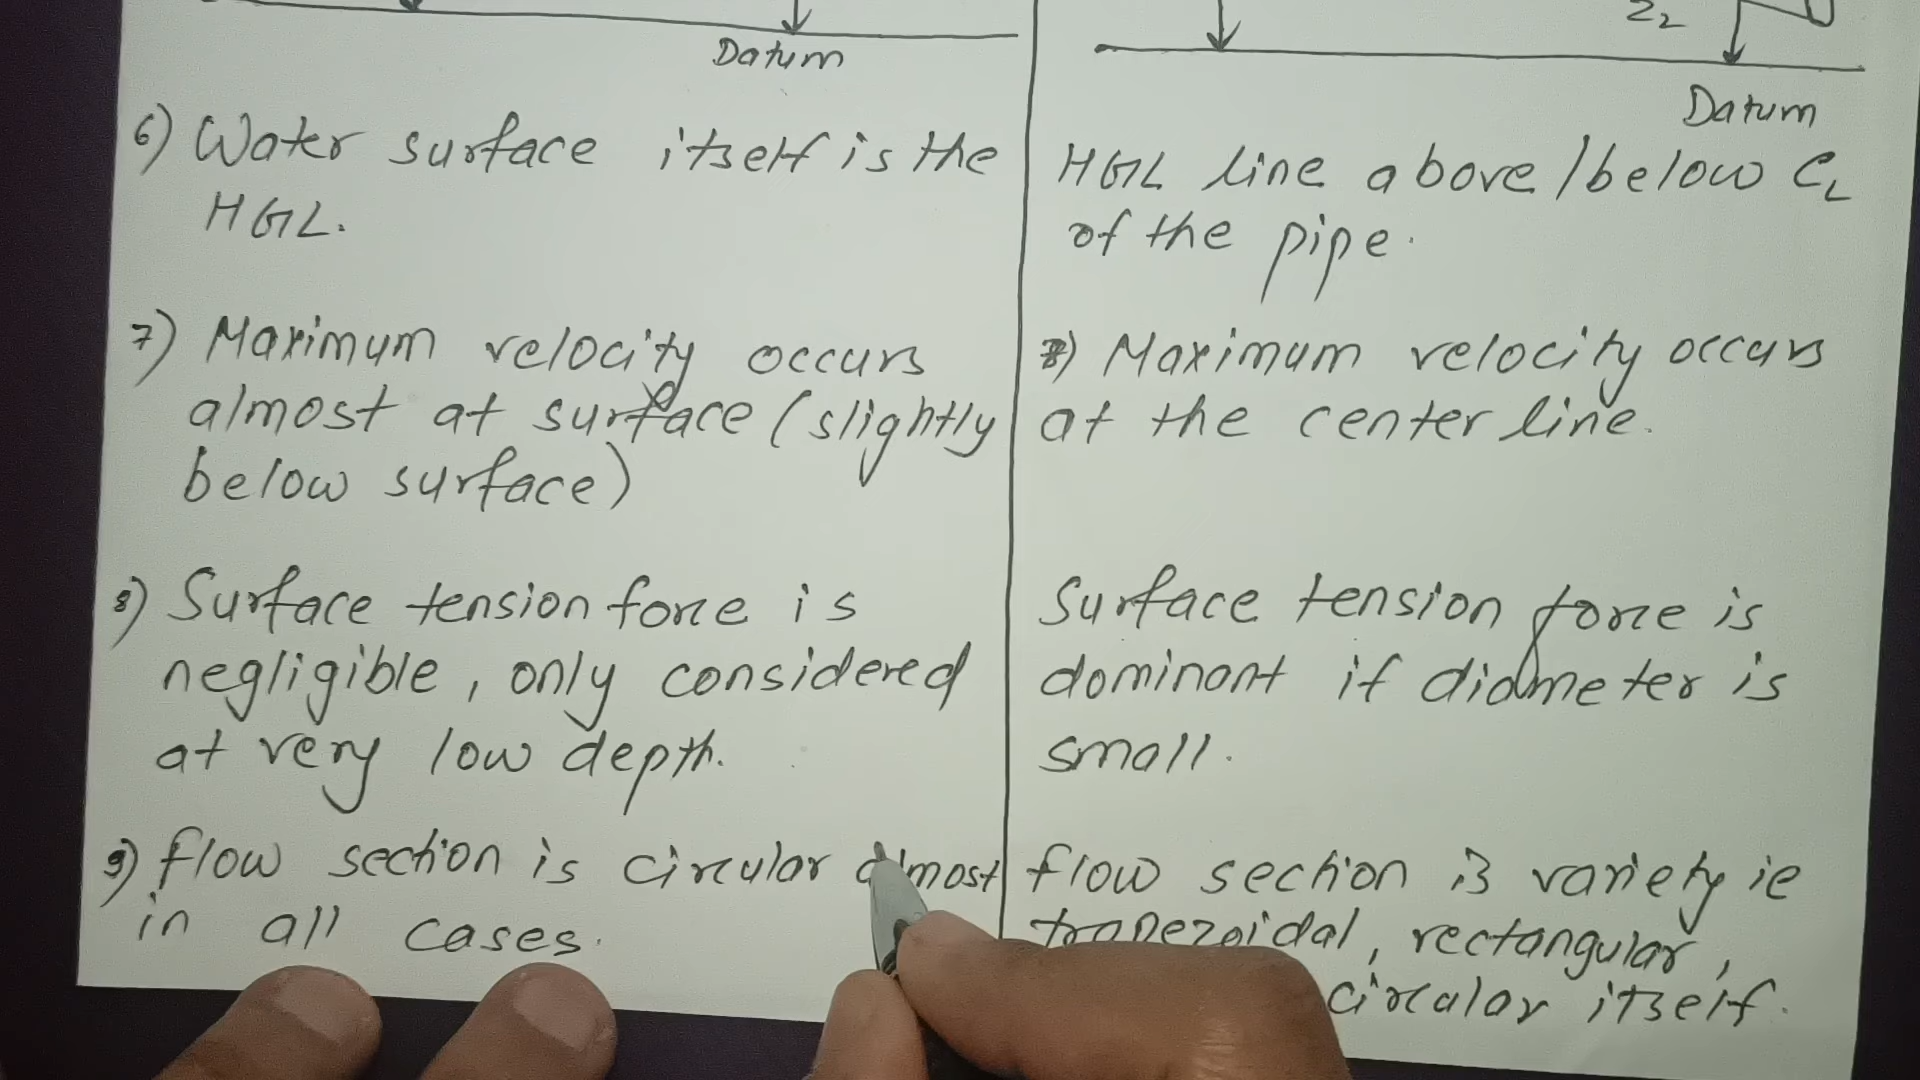 Z2
Datum
Datum
6) Water surface itself is the
HGL.
HGL line above/below CL
of the pipe.
7) Maximum velocity occurs
almost at surface (slightly
below surface)
8) Maximum velocity occurs
at the center line.
8) Surface tension force is
negligible, only considered
at very low depth.
Surface tension force is
dominant if diameter is
small.
9) flow section is circular almost
in all cases.
flow section is variety ie
trapezoidal, rectangular,
circular itself.